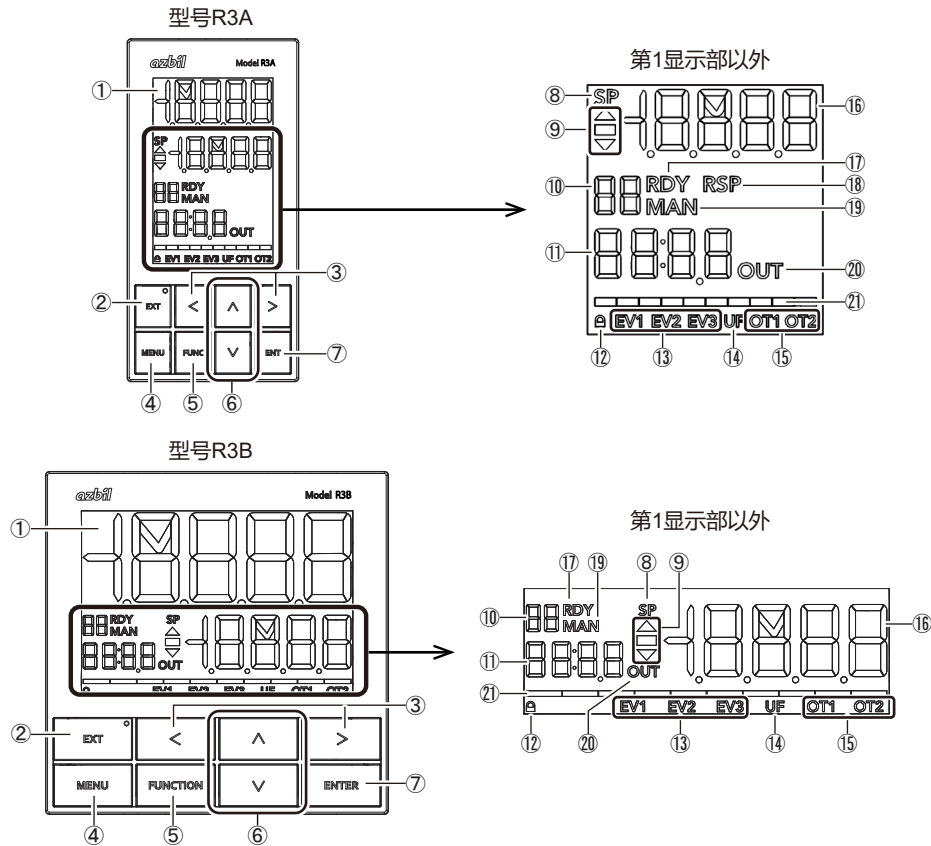 型号R3A
azbil Model R3A
①
SP
RDY
MAN
OUT
EV1 EV2 EV3 UF OT1 OT2
② ③
EXT < ∧ >
MENU FUNC ∨ ENT ⑦
④ ⑤ ⑥
第1显示部以外
⑧ SP ⑯
⑨
⑩ RDY RSP ⑰ ⑱
MAN ⑲
⑪ OUT ⑳
㉑
EV1 EV2 EV3 UF OT1 OT2
⑫ ⑬ ⑭ ⑮
型号R3B
azbil Model R3B
①
RDY SP
MAN
OUT
EV1 EV2 EV3 UF OT1 OT2
③
② EXT < ∧ >
MENU FUNCTION ∨ ENTER ⑦
④ ⑤ ⑥
第1显示部以外
⑰ ⑲ ⑧ ⑨
⑩ RDY SP ⑯
MAN
⑪ OUT
㉑
EV1 EV2 EV3 UF OT1 OT2
⑫ ⑳ ⑬ ⑭ ⑮